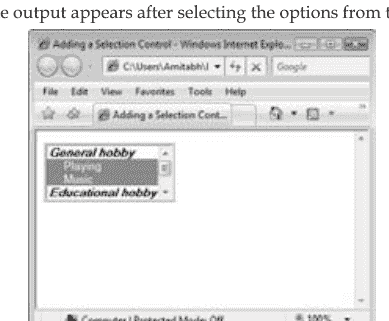 e output appears after selecting the options from t
Adding a Selection Control - Windows Internet Explo...
C:\Users\Amitabh\J
Google
File Edit View Favorites Tools Help
Adding a Selection Cont...
General hobby
Playing
Music
Educational hobby
Computer | Protected Mode: Off
100%